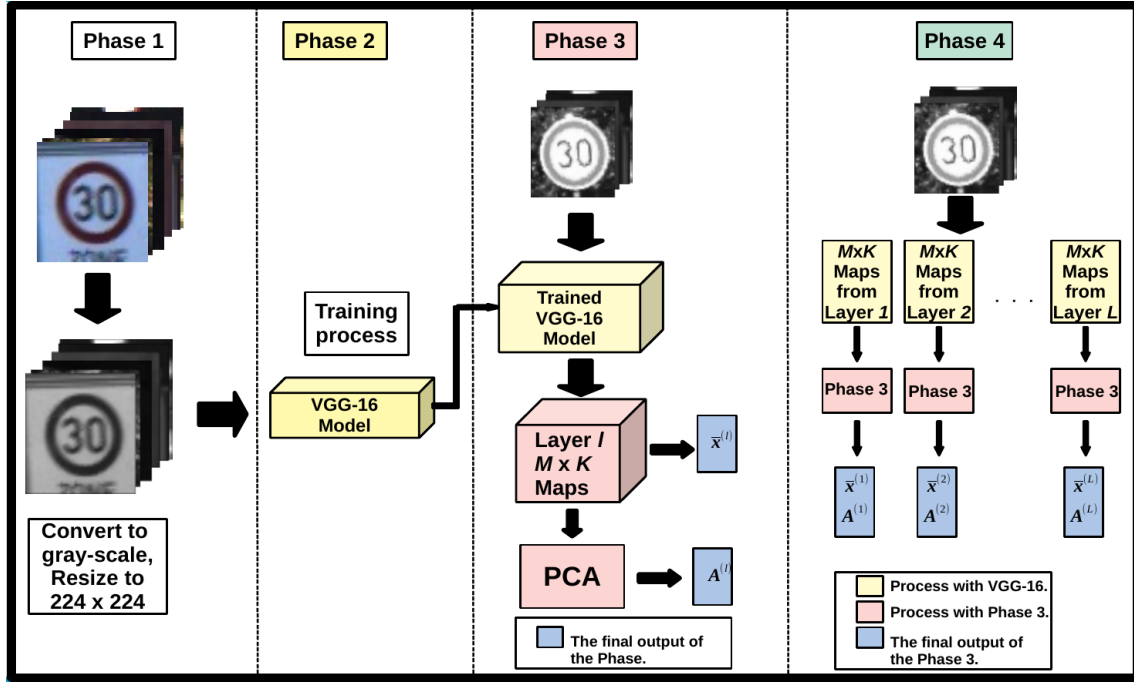 Phase 1
30
ZONE
30
ZONE
Convert to
gray-scale,
Resize to
224 x 224
Phase 2
Training
process
VGG-16
Model
Phase 3
30
Trained
VGG-16
Model
Layer l
M x K
Maps
x̅^(l)
PCA
A^(l)
The final output of
the Phase.
Phase 4
30
MxK
Maps
from
Layer 1
MxK
Maps
from
Layer 2
. . .
MxK
Maps
from
Layer L
Phase 3
Phase 3
Phase 3
x̅^(1)
A^(1)
x̅^(2)
A^(2)
x̅^(L)
A^(L)
Process with VGG-16.
Process with Phase 3.
The final output of
the Phase 3.